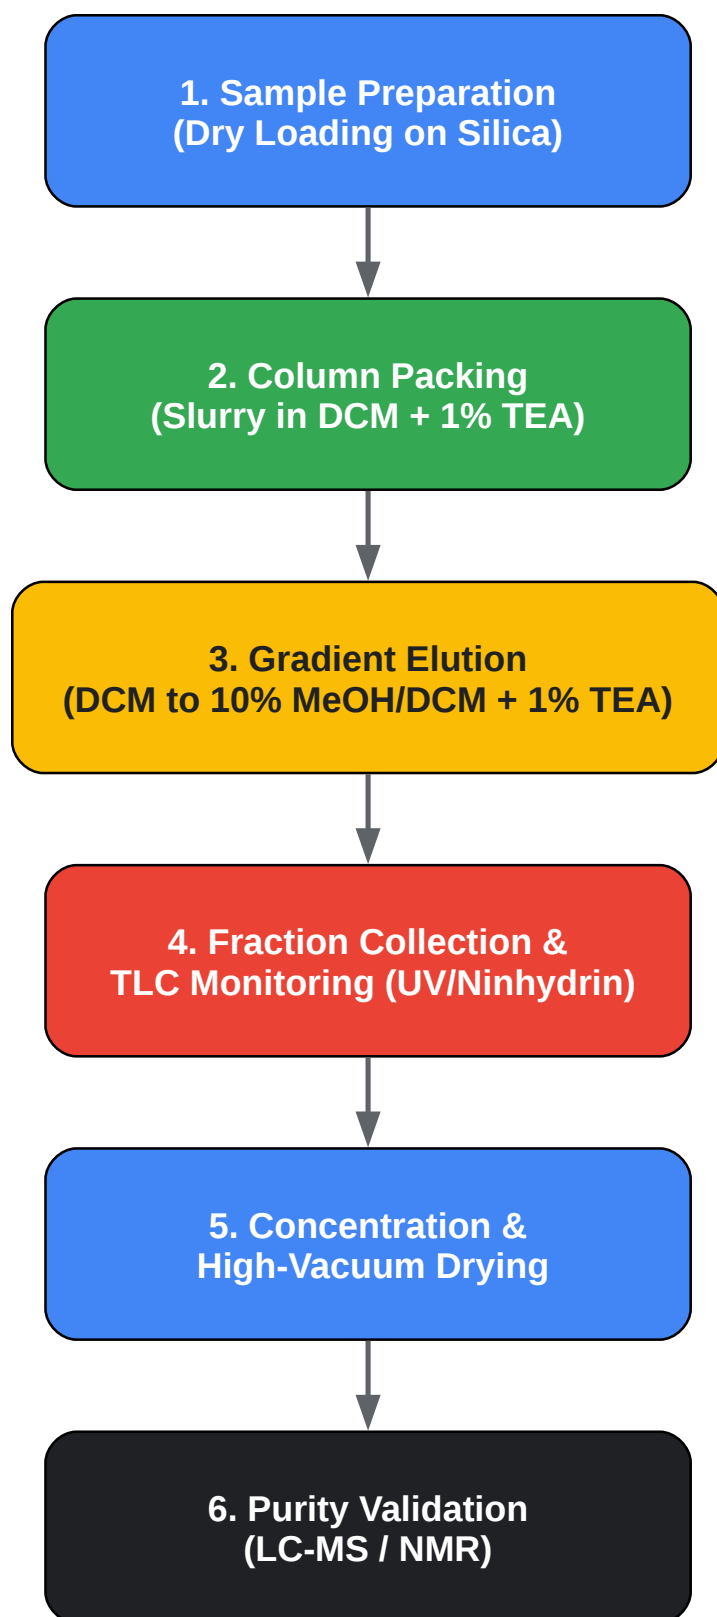 1. Sample Preparation
(Dry Loading on Silica)
2. Column Packing
(Slurry in DCM + 1% TEA)
3. Gradient Elution
(DCM to 10% MeOH/DCM + 1% TEA)
4. Fraction Collection &
TLC Monitoring (UV/Ninhydrin)
5. Concentration &
High-Vacuum Drying
6. Purity Validation
(LC-MS / NMR)